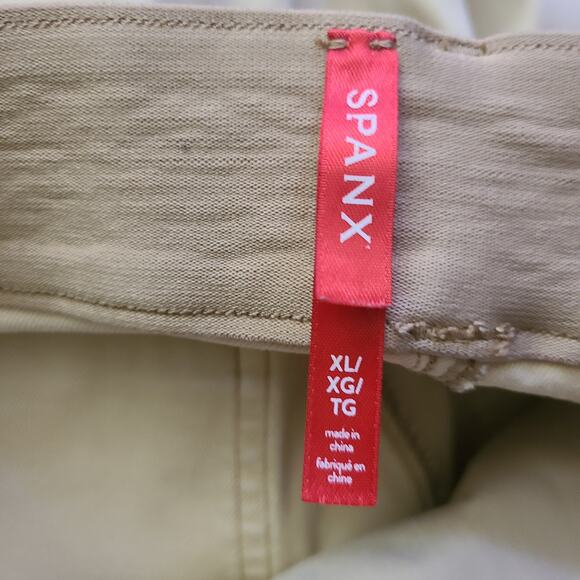 SPANX
XL/
XG/
TG
made in
china
fabriqué en
chine